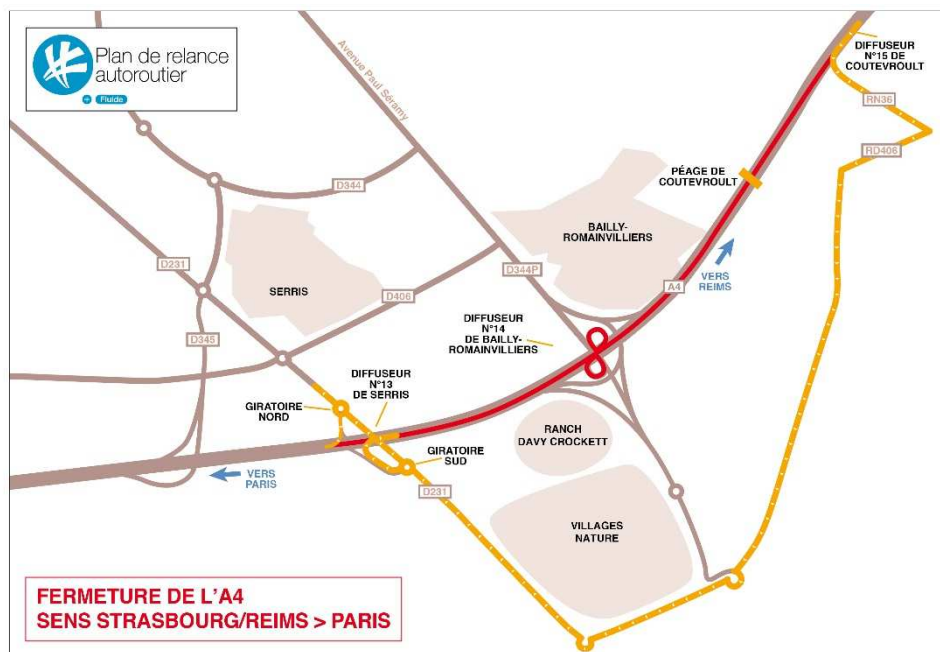 Plan de relance
autoroutier
Fluide
Avenue Paul Séramy
DIFFUSEUR
N°15 DE
COUTEVROULT
RN36
RD406
PÉAGE DE
COUTEVROULT
D344
BAILLY-
ROMAINVILLIERS
D231
SERRIS
D344P
VERS
REIMS
A4
D406
D345
DIFFUSEUR
N°14
DE BAILLY-
ROMAINVILLIERS
DIFFUSEUR
N°13
DE SERRIS
GIRATOIRE
NORD
RANCH
DAVY CROCKETT
GIRATOIRE
SUD
VERS
PARIS
D231
VILLAGES
NATURE
FERMETURE DE L'A4
SENS STRASBOURG/REIMS > PARIS